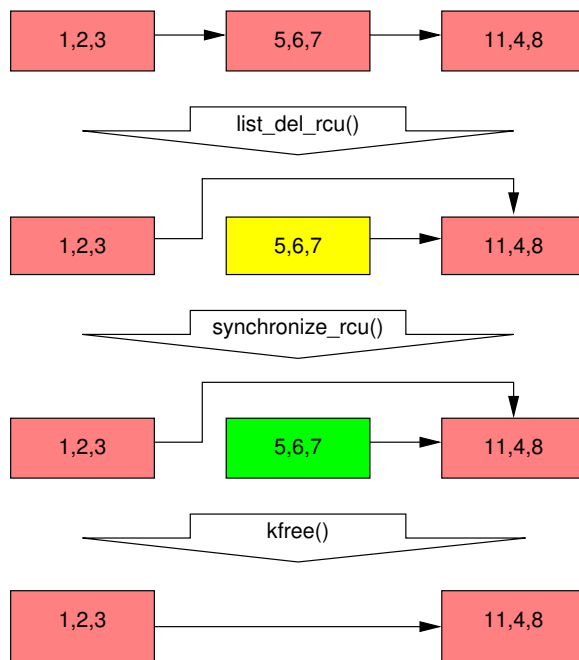 1,2,3 5,6,7 11,4,8
list_del_rcu()
1,2,3 5,6,7 11,4,8
synchronize_rcu()
1,2,3 5,6,7 11,4,8
kfree()
1,2,3 11,4,8